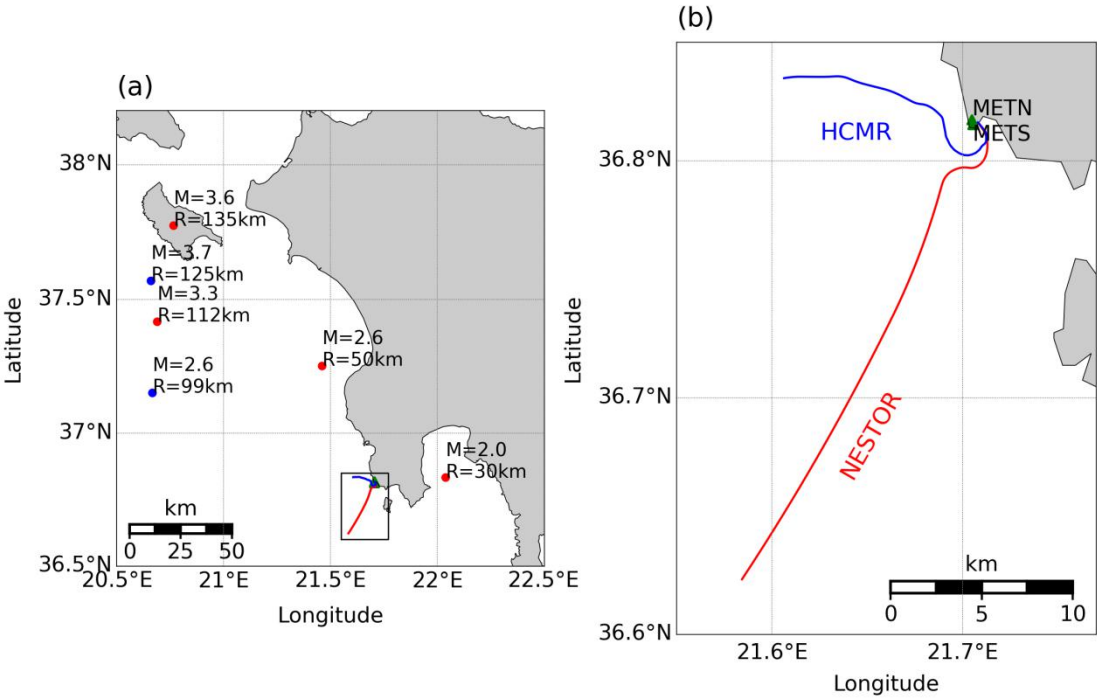 (a)
38°N
37.5°N
37°N
36.5°N
Latitude
M=3.6
R=135km
M=3.7
R=125km
M=3.3
R=112km
M=2.6
R=50km
M=2.6
R=99km
M=2.0
R=30km
km
0 25 50
20.5°E 21°E 21.5°E 22°E 22.5°E
Longitude
(b)
36.8°N
36.7°N
36.6°N
Latitude
METN
METS
HCMR
NESTOR
km
0 5 10
21.6°E 21.7°E
Longitude